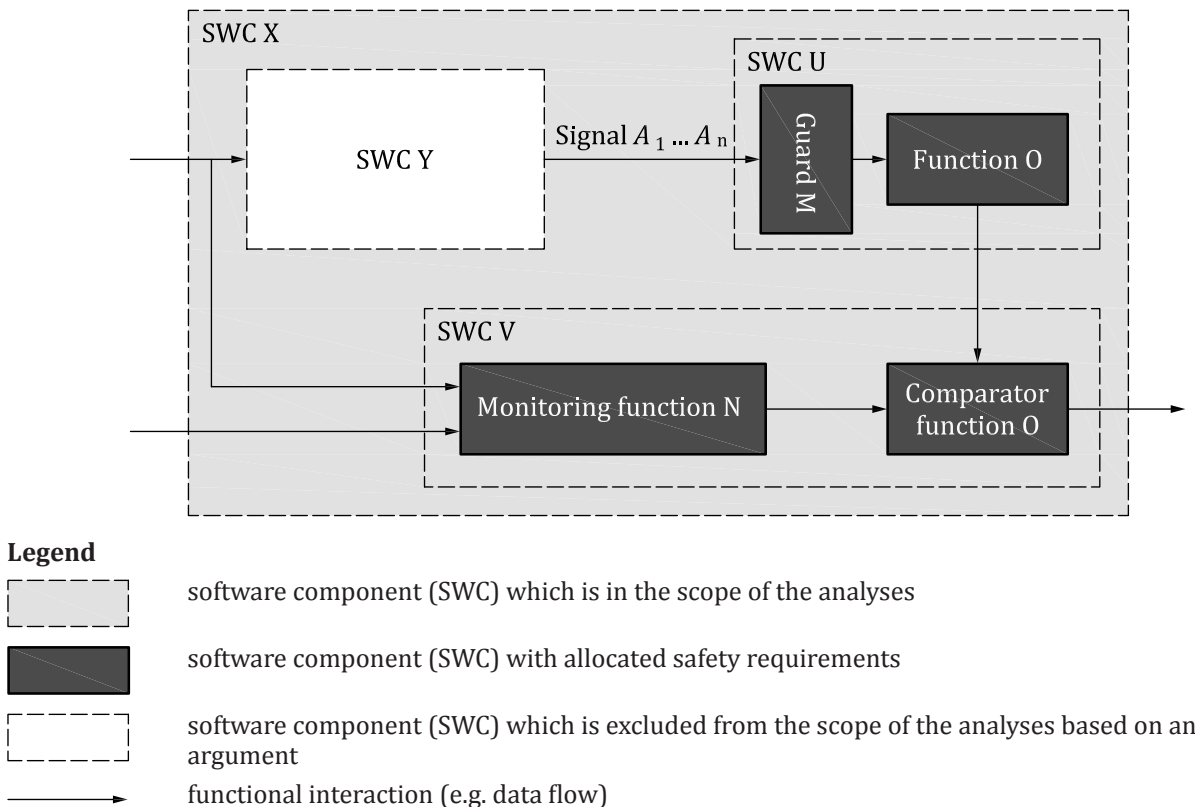 SWC X
SWC U
SWC Y
Signal A 1 ... A n
Guard M
Function O
SWC V
Monitoring function N
Comparator
function O
Legend
software component (SWC) which is in the scope of the analyses
software component (SWC) with allocated safety requirements
software component (SWC) which is excluded from the scope of the analyses based on an
argument
functional interaction (e.g. data flow)